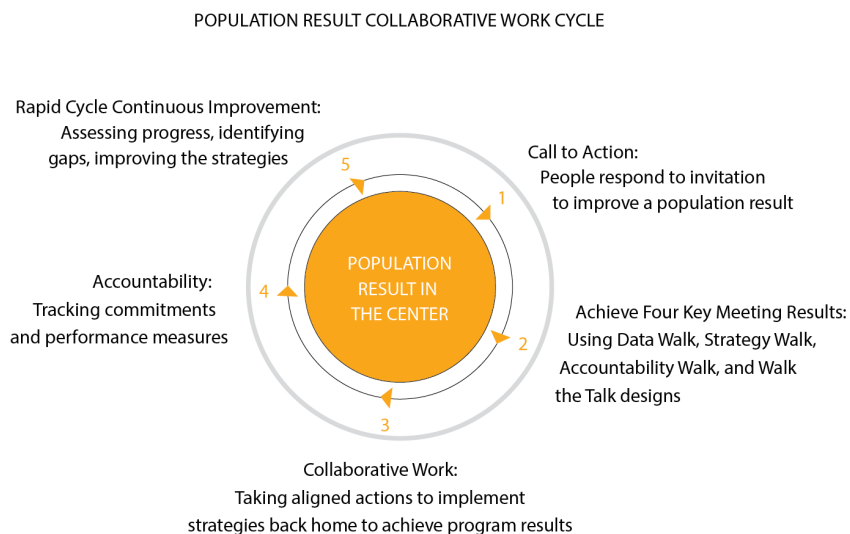 POPULATION RESULT COLLABORATIVE WORK CYCLE
Call to Action:
People respond to invitation
to improve a population result
1
Achieve Four Key Meeting Results:
Using Data Walk, Strategy Walk,
Accountability Walk, and Walk
the Talk designs
2
Collaborative Work:
Taking aligned actions to implement
strategies back home to achieve program results
3
Accountability:
Tracking commitments
and performance measures
4
Rapid Cycle Continuous Improvement:
Assessing progress, identifying
gaps, improving the strategies
5
POPULATION
RESULT IN
THE CENTER